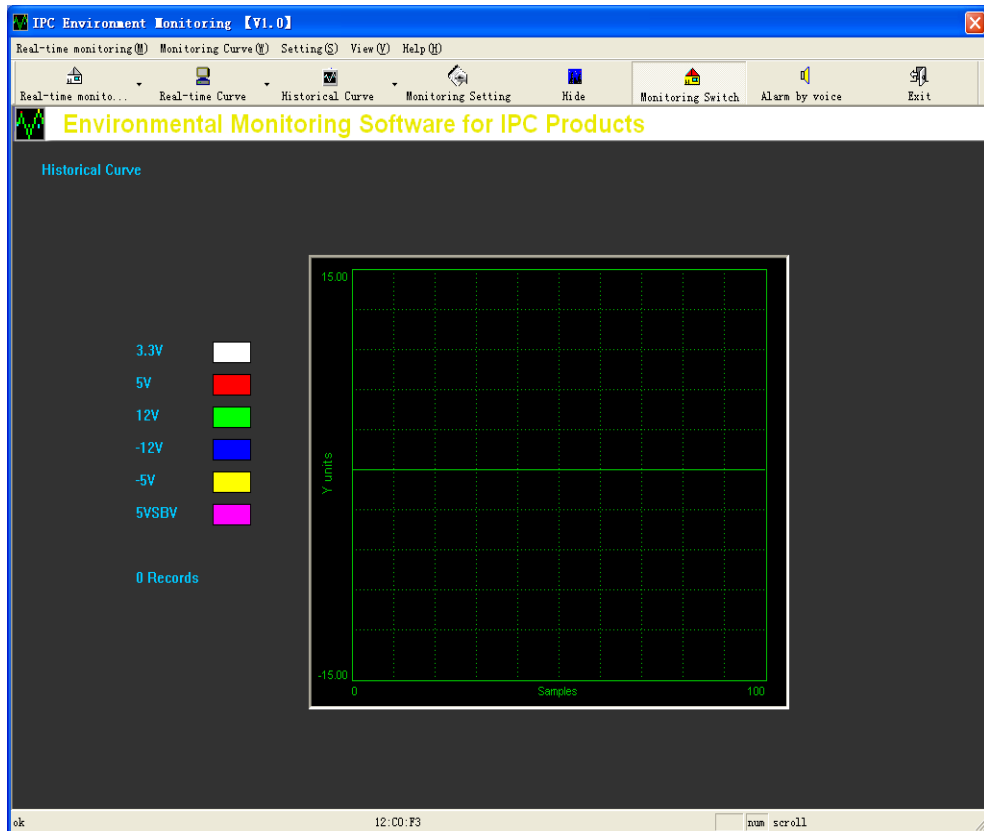 IPC Environment Monitoring 【V1.0】
Real-time monitoring(M) Monitoring Curve(W) Setting(S) View(V) Help(H)
Real-time monito... Real-time Curve Historical Curve Monitoring Setting Hide Monitoring Switch Alarm by voice Exit
Environmental Monitoring Software for IPC Products
Historical Curve
15.00
3.3V
5V
12V
-12V
-5V
5VSBV
Y units
0 Records
-15.00
0 Samples 100
ok 12:C0:F3 num scroll